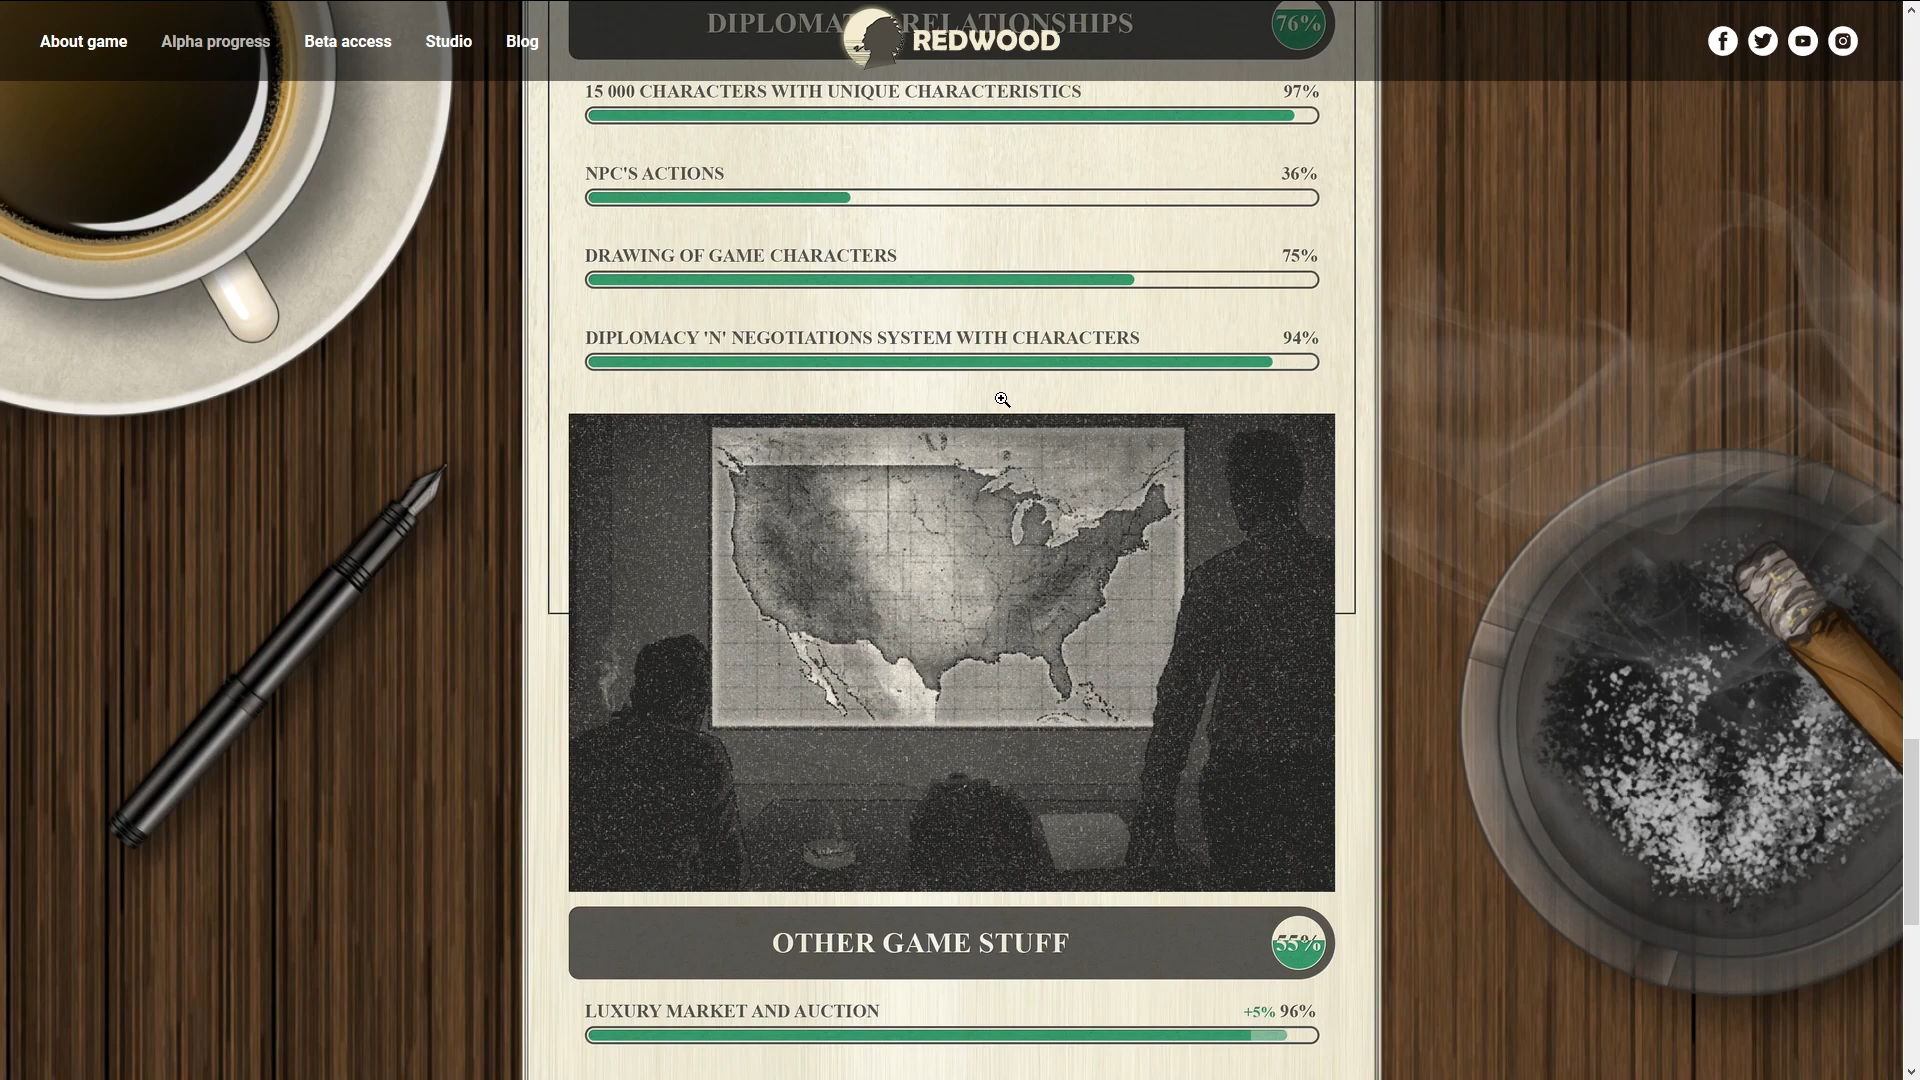 About game
Alpha progress
Beta access
Studio
Blog
REDWOOD
RELATIONSHIPS
76%
15 000 CHARACTERS WITH UNIQUE CHARACTERISTICS 97%
NPC'S ACTIONS 36%
DRAWING OF GAME CHARACTERS 75%
DIPLOMACY 'N' NEGOTIATIONS SYSTEM WITH CHARACTERS 94%
OTHER GAME STUFF 55%
LUXURY MARKET AND AUCTION +5% 96%